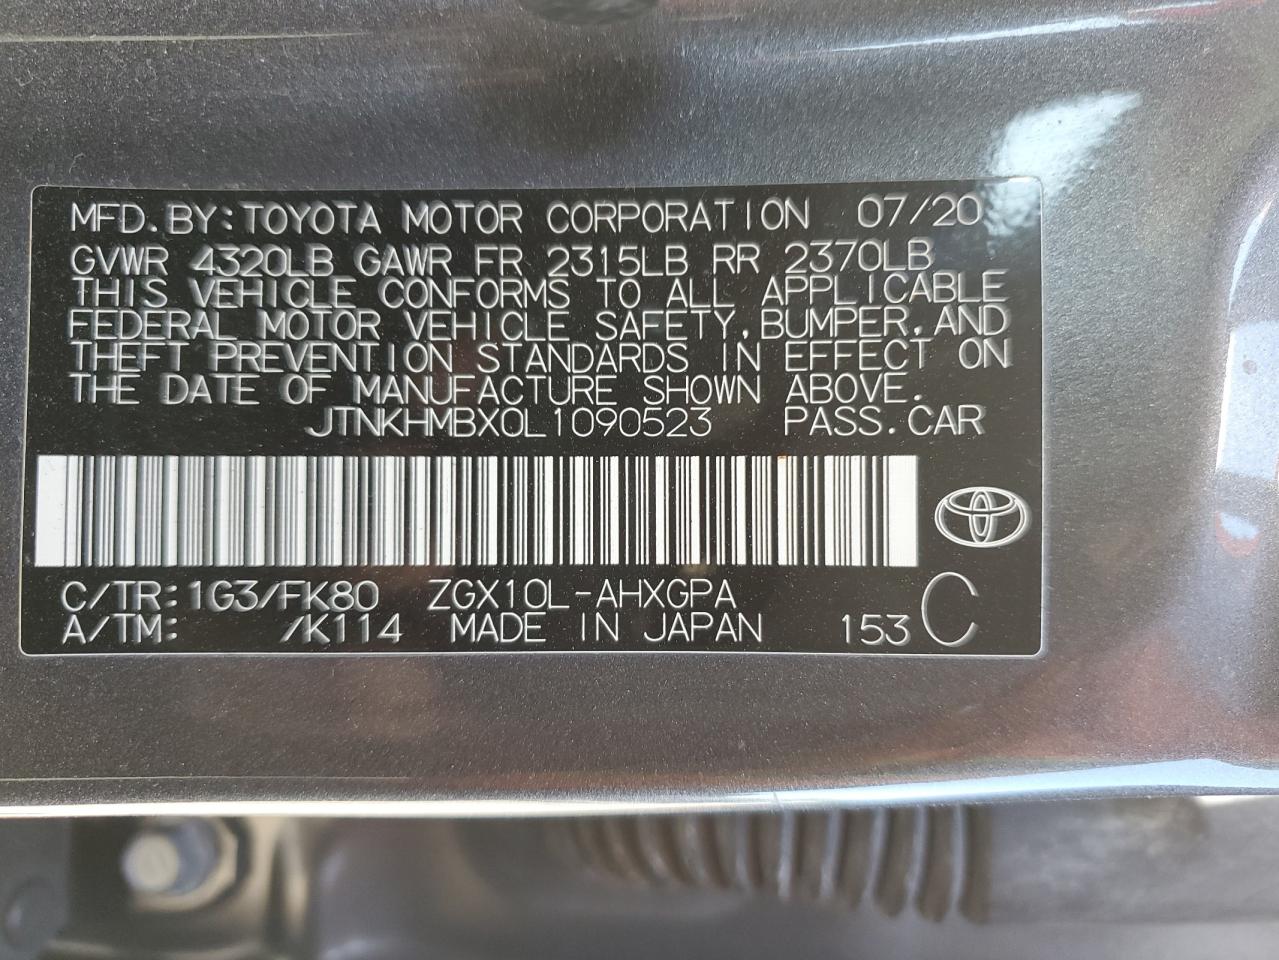 MFD. BY: TOYOTA MOTOR CORPORATION 07/20
GVWR 4320LB GAWR FR 2315LB RR 2370LB
THIS VEHICLE CONFORMS TO ALL APPLICABLE
FEDERAL MOTOR VEHICLE SAFETY, BUMPER, AND
THEFT PREVENTION STANDARDS IN EFFECT ON
THE DATE OF MANUFACTURE SHOWN ABOVE.
JTNKHMBX0L1090523 PASS. CAR
C/TR: 1G3/FK80 ZGX10L-AHXGPA
A/TM: /K114 MADE IN JAPAN 153 C